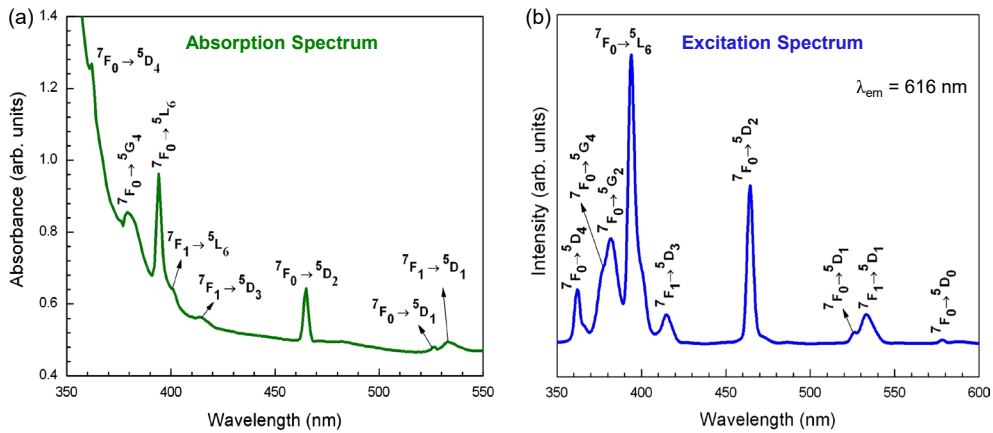 (a)
Absorption Spectrum
⁷F₀→⁵D₄
⁷F₀→⁵G₄
⁷F₀→⁵L₆
⁷F₁→⁵L₆
⁷F₁→⁵D₃
⁷F₀→⁵D₂
⁷F₀→⁵D₁
⁷F₁→⁵D₁
Absorbance (arb. units)
1.4
1.2
1.0
0.8
0.6
0.4
350 400 450 500 550
Wavelength (nm)
(b)
Excitation Spectrum
λem = 616 nm
⁷F₀→⁵D₄
⁷F₀→⁵G₄
⁷F₀→⁵G₂
⁷F₀→⁵L₆
⁷F₁→⁵D₃
⁷F₀→⁵D₂
⁷F₀→⁵D₁
⁷F₁→⁵D₁
⁷F₀→⁵D₀
Intensity (arb. units)
350 400 450 500 550 600
Wavelength (nm)